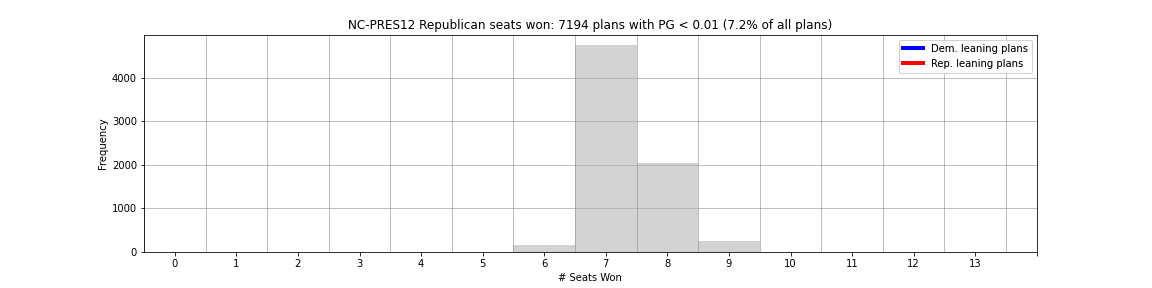 NC-PRES12 Republican seats won: 7194 plans with PG < 0.01 (7.2% of all plans)
Dem. leaning plans
Rep. leaning plans
Frequency
4000
3000
2000
1000
0
0 1 2 3 4 5 6 7 8 9 10 11 12 13
# Seats Won